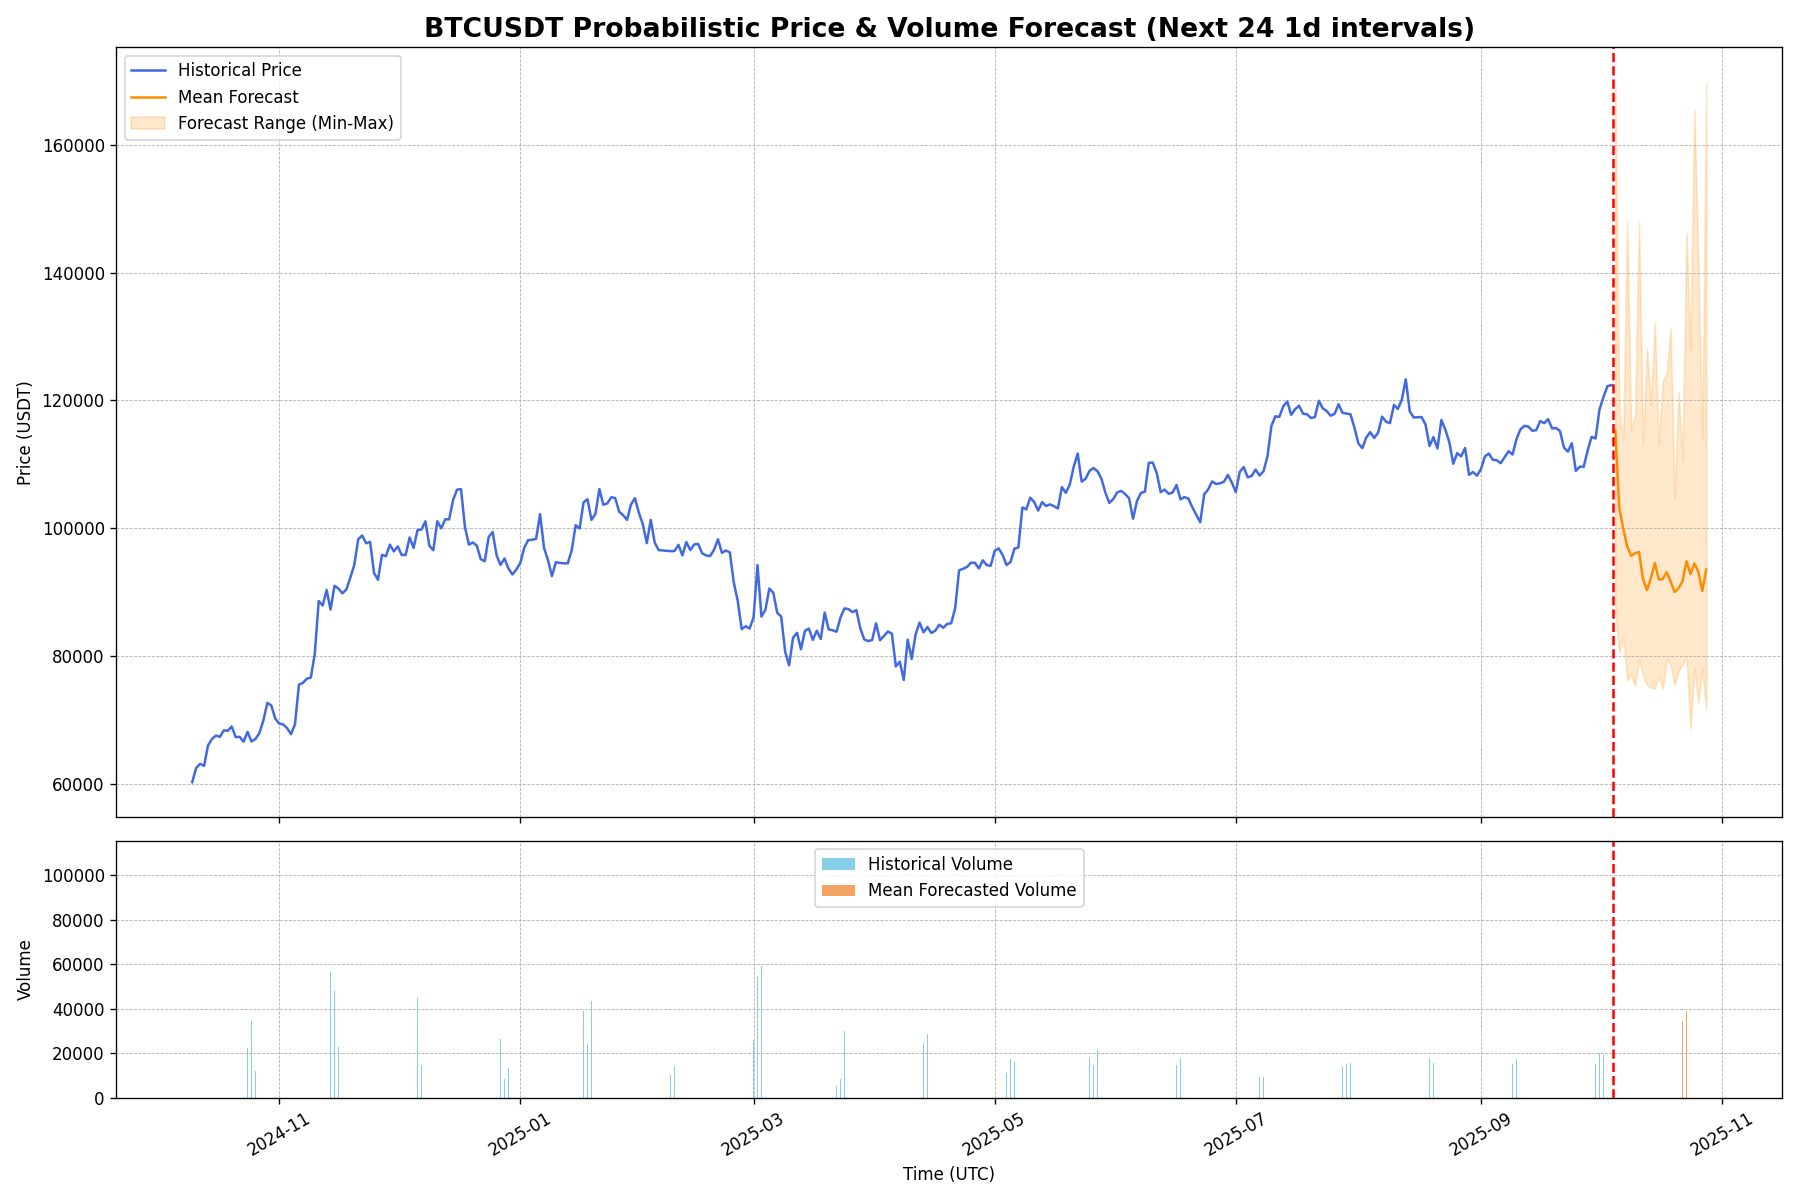 BTCUSDT Probabilistic Price & Volume Forecast (Next 24 1d intervals)
Historical Price
Mean Forecast
Forecast Range (Min-Max)
Price (USDT)
160000
140000
120000
100000
80000
60000
Historical Volume
Mean Forecasted Volume
Volume
100000
80000
60000
40000
20000
0
2024-11
2025-01
2025-03
2025-05
2025-07
2025-09
2025-11
Time (UTC)